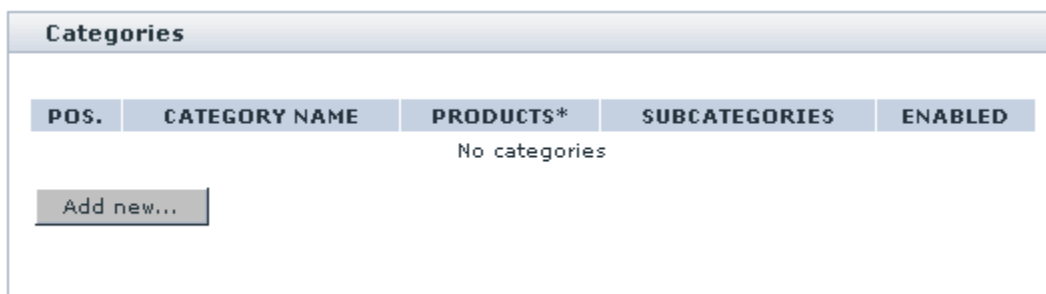 Categories
POS. CATEGORY NAME PRODUCTS* SUBCATEGORIES ENABLED
No categories
Add new...